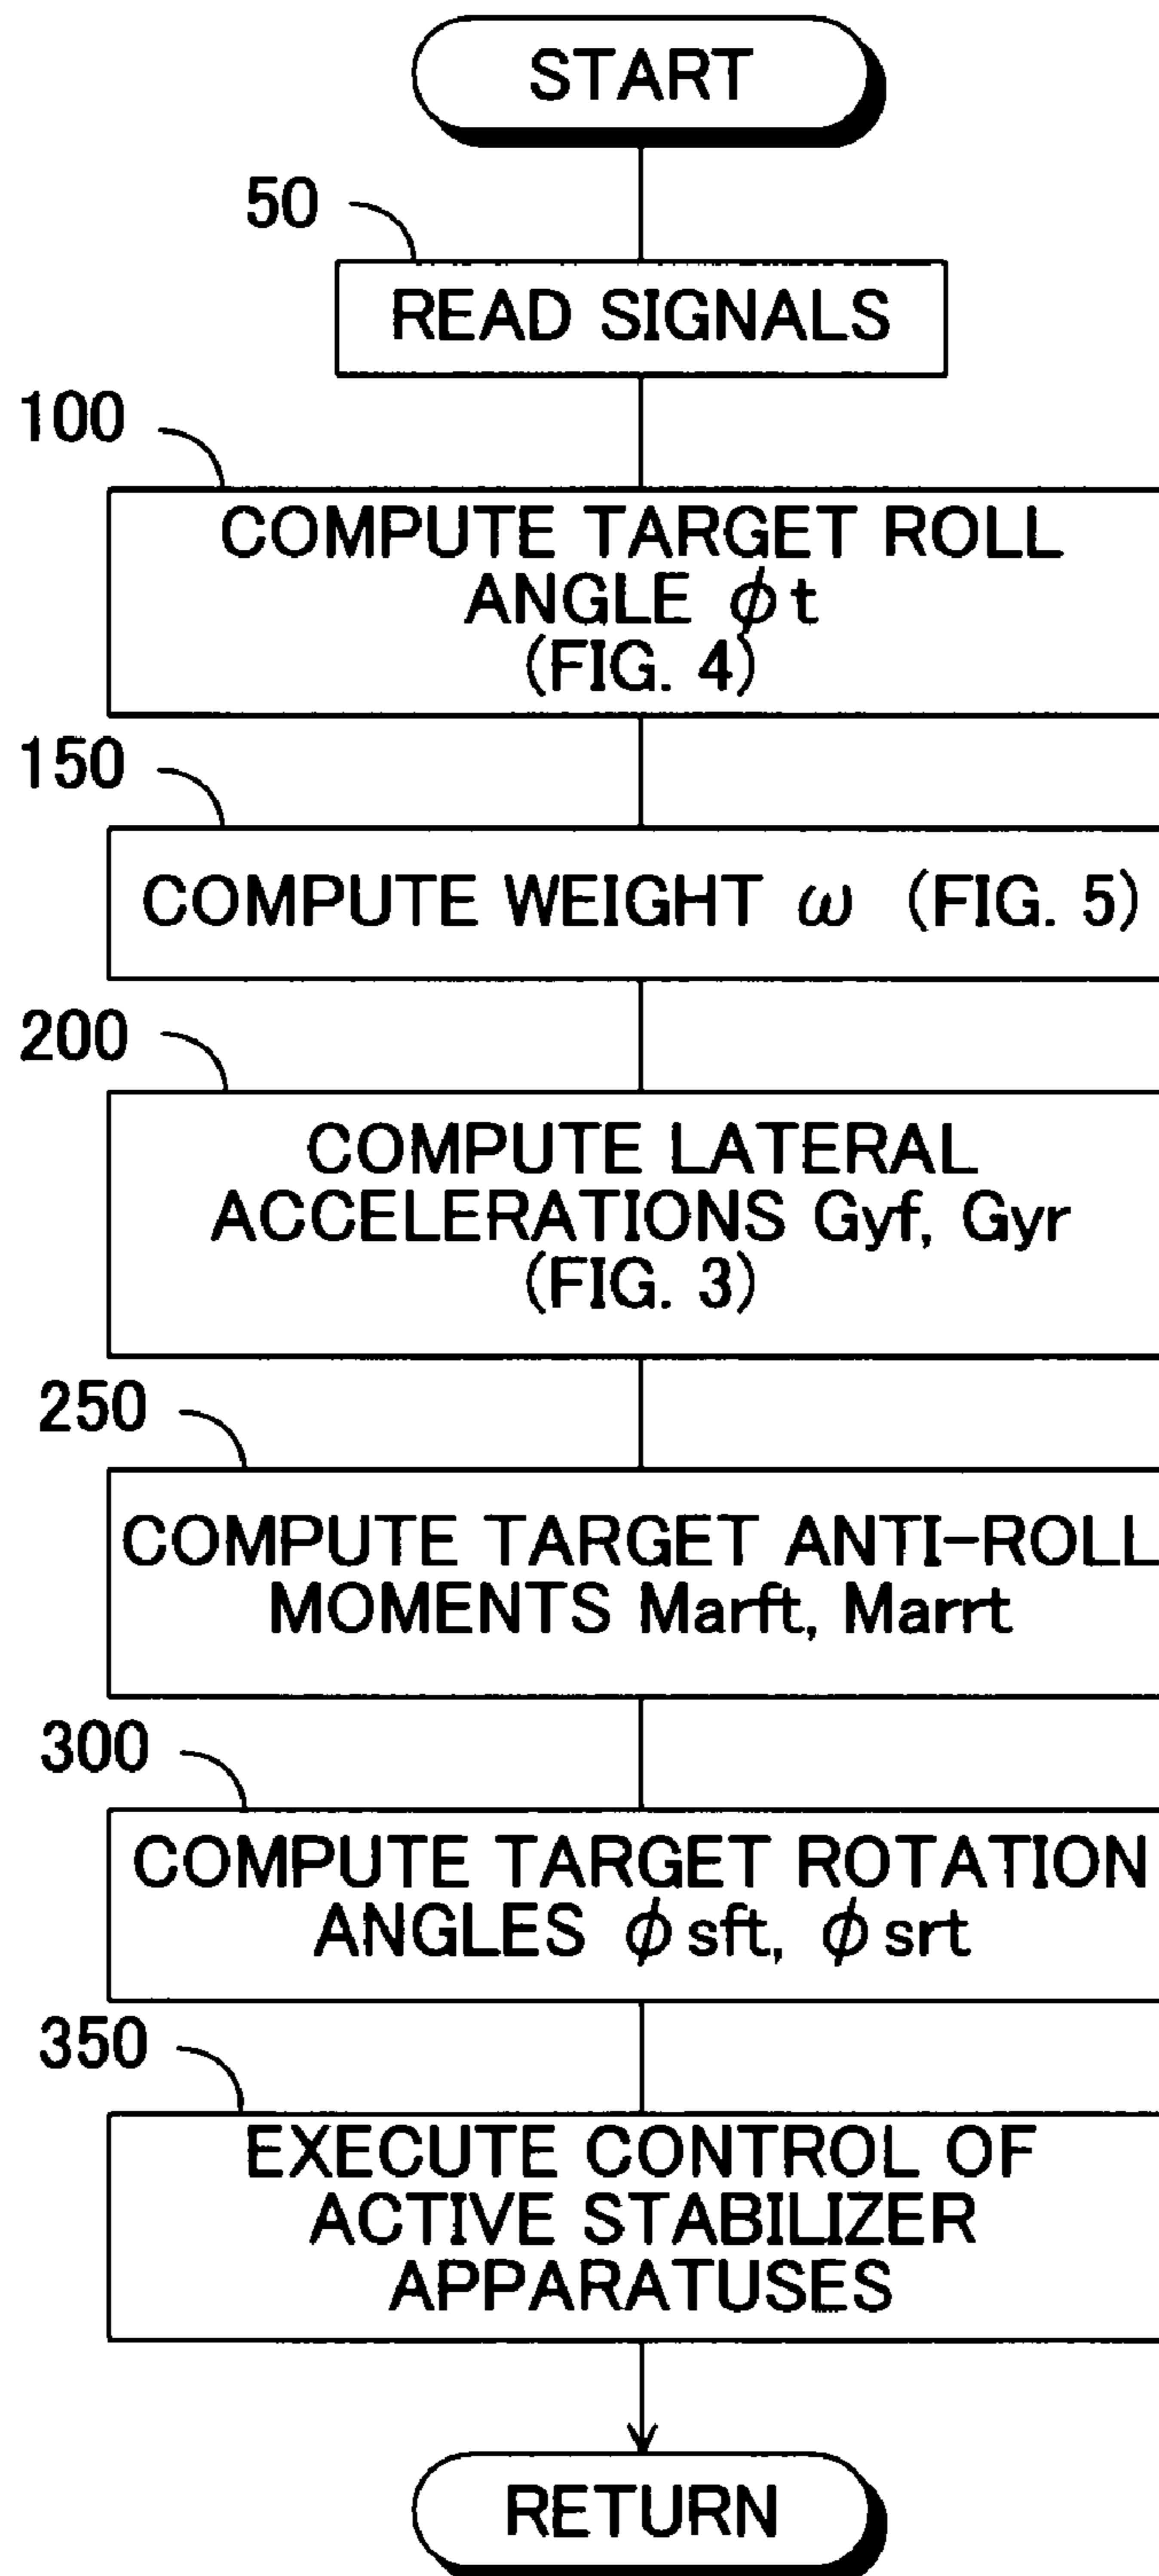 START
50
READ SIGNALS
100
COMPUTE TARGET ROLL
ANGLE ϕt
(FIG. 4)
150
COMPUTE WEIGHT ω (FIG. 5)
200
COMPUTE LATERAL
ACCELERATIONS Gyf, Gyr
(FIG. 3)
250
COMPUTE TARGET ANTI-ROLL
MOMENTS Marft, Marrt
300
COMPUTE TARGET ROTATION
ANGLES ϕsft, ϕsrt
350
EXECUTE CONTROL OF
ACTIVE STABILIZER
APPARATUSES
RETURN